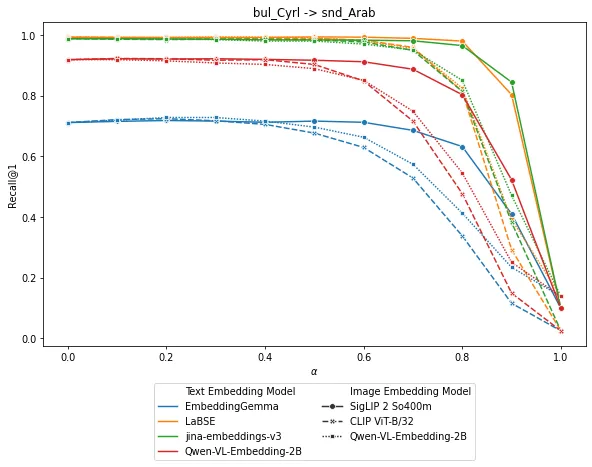 bul_Cyrl -> snd_Arab
Recall@1
1.0
0.8
0.6
0.4
0.2
0.0
0.0 0.2 0.4 0.6 0.8 1.0
α
Text Embedding Model
EmbeddingGemma
LaBSE
jina-embeddings-v3
Qwen-VL-Embedding-2B
Image Embedding Model
SigLIP 2 So400m
CLIP ViT-B/32
Qwen-VL-Embedding-2B